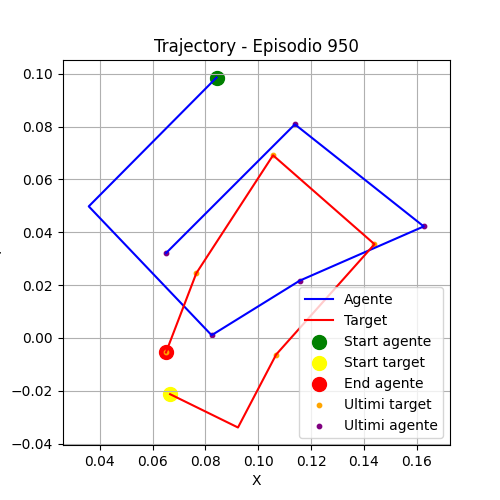 Trajectory - Episodio 950
0.10
0.08
0.06
0.04
0.02
0.00
−0.02
−0.04
0.04
0.06
0.08
0.10
0.12
0.14
0.16
X
Agente
Target
Start agente
Start target
End agente
Ultimi target
Ultimi agente